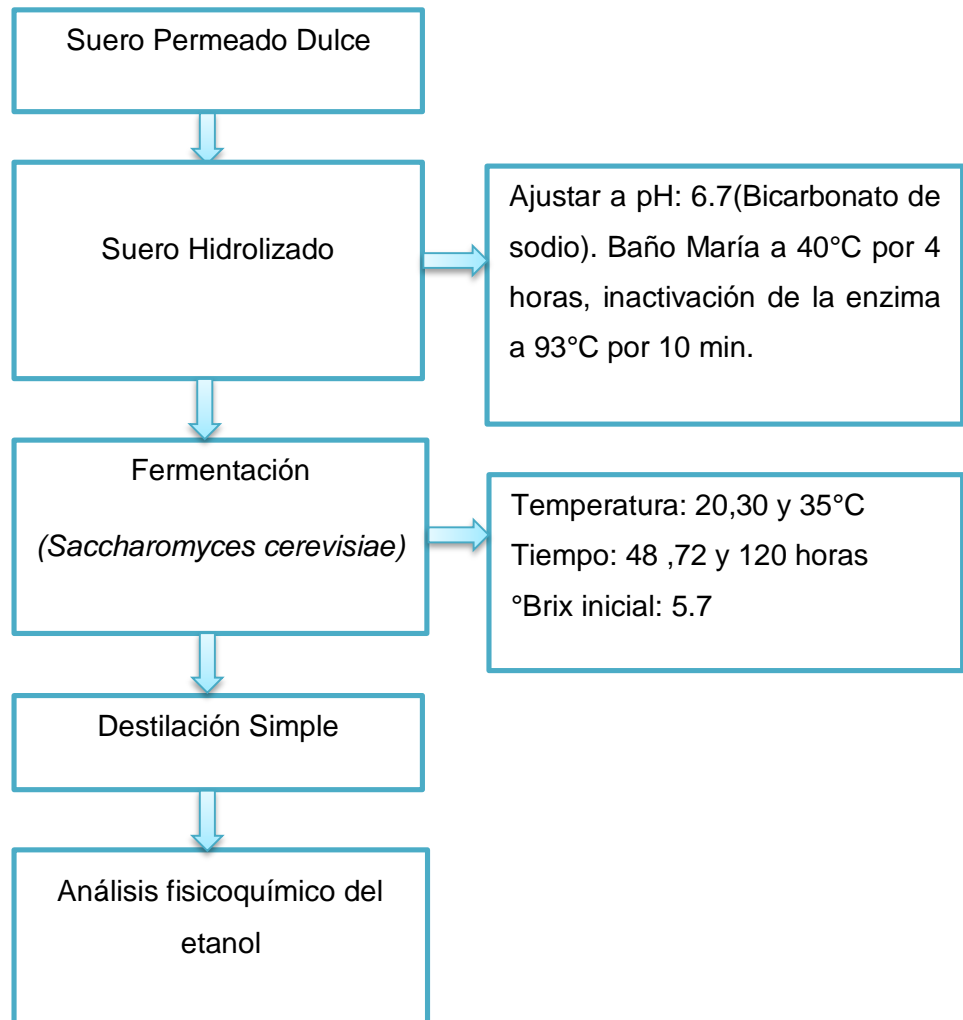 Suero Permeado Dulce
Suero Hidrolizado
Ajustar a pH: 6.7(Bicarbonato de
sodio). Baño María a 40°C por 4
horas, inactivación de la enzima
a 93°C por 10 min.
Fermentación
(Saccharomyces cerevisiae)
Temperatura: 20,30 y 35°C
Tiempo: 48 ,72 y 120 horas
°Brix inicial: 5.7
Destilación Simple
Análisis fisicoquímico del
etanol